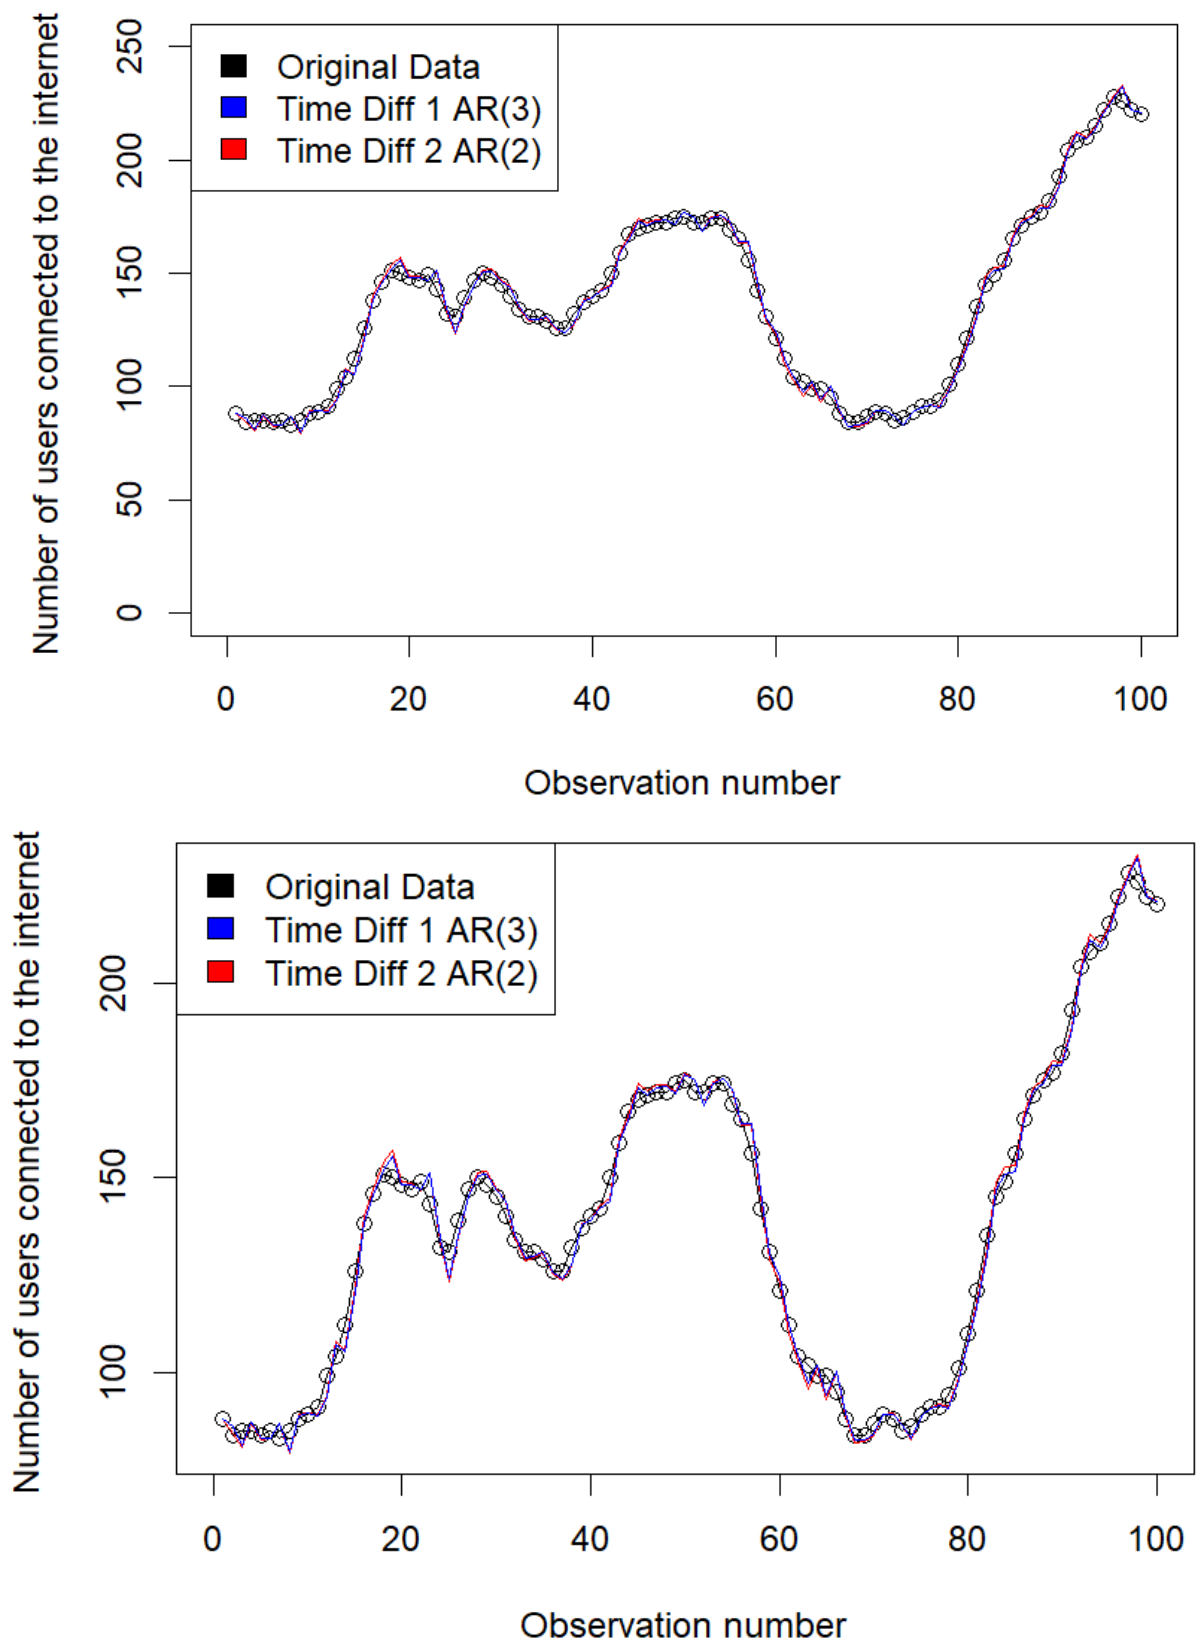 Number of users connected to the internet
250
200
150
100
50
0
Original Data
Time Diff 1 AR(3)
Time Diff 2 AR(2)
0 20 40 60 80 100
Observation number
Number of users connected to the internet
200
150
100
Original Data
Time Diff 1 AR(3)
Time Diff 2 AR(2)
0 20 40 60 80 100
Observation number